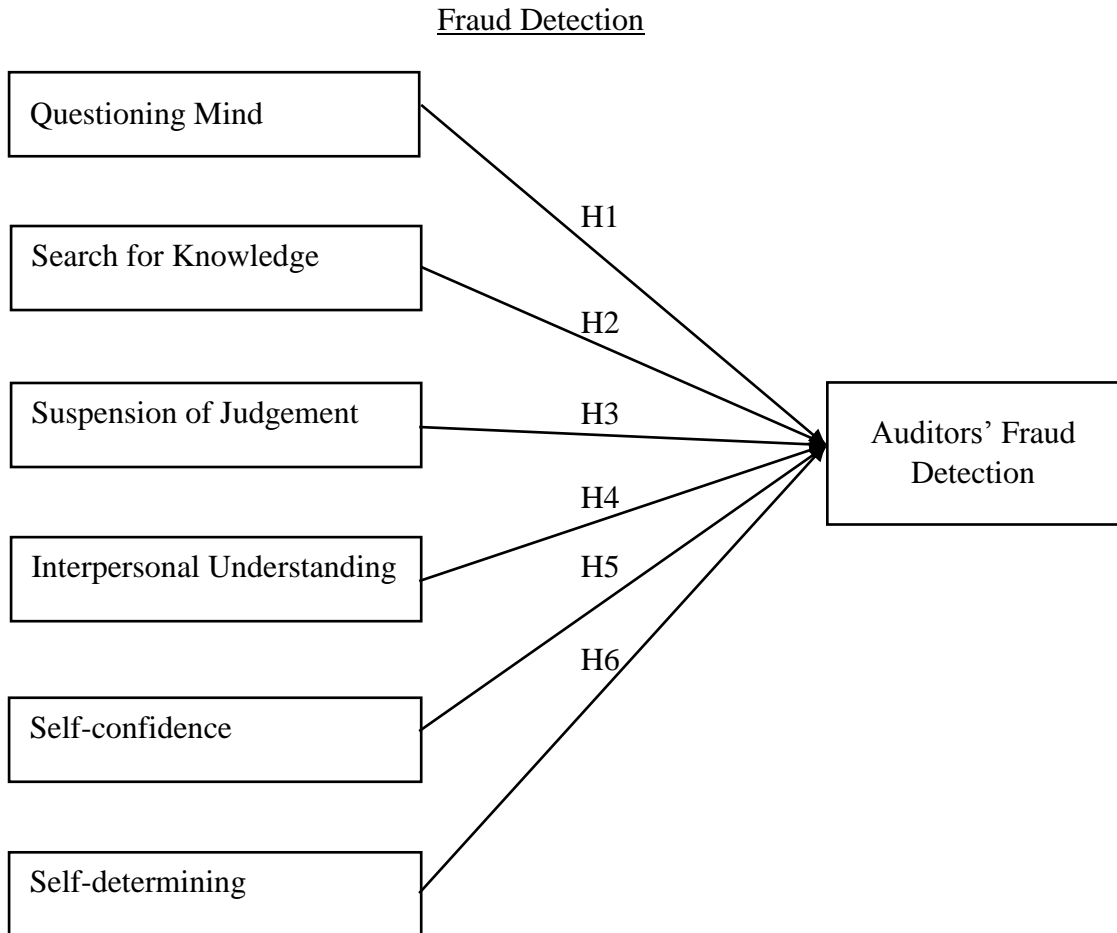 Fraud Detection
Questioning Mind
H1
Search for Knowledge
H2
Suspension of Judgement
H3
Auditors’ Fraud
Detection
H4
Interpersonal Understanding
H5
H6
Self-confidence
Self-determining